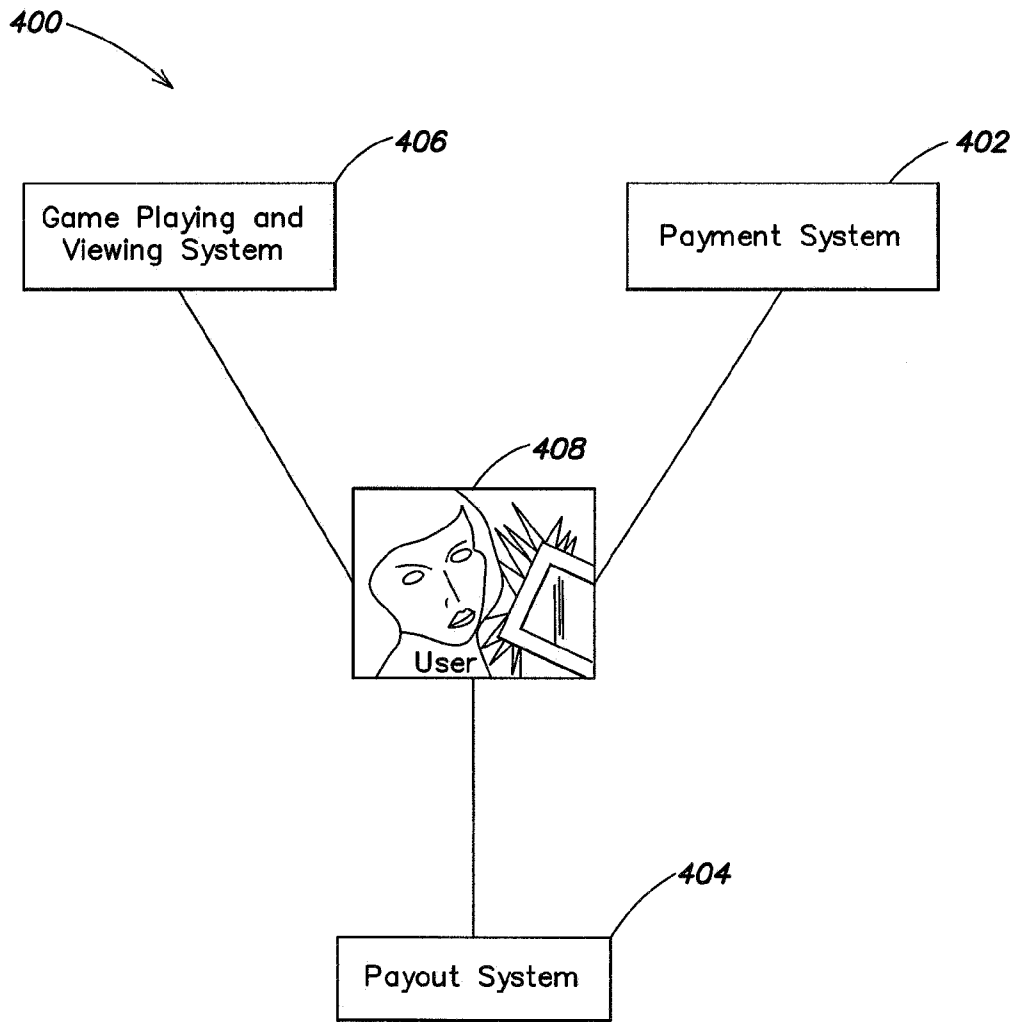 400
406
402
Game Playing and
Viewing System
Payment System
408
User
404
Payout System